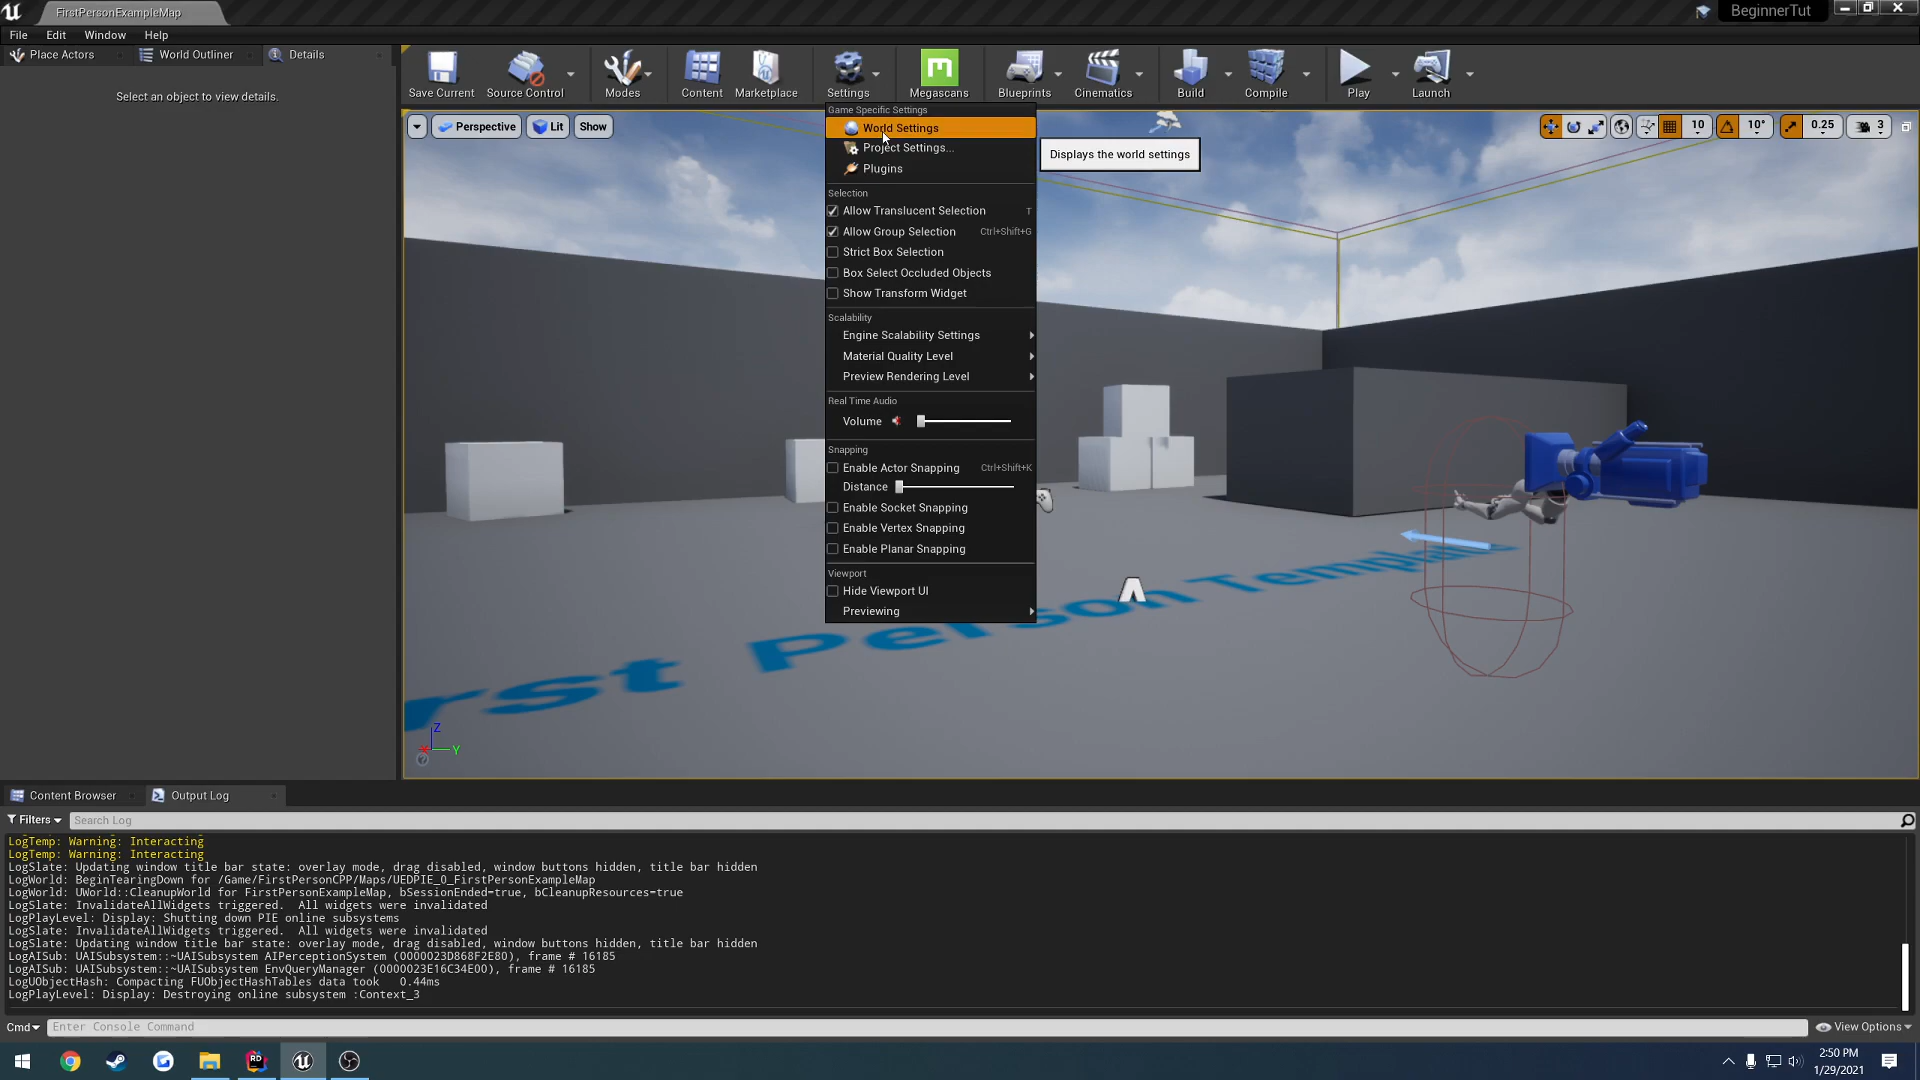 FirstPersonExampleMap
BeginnerTut
File Edit Window Help
Place Actors World Outliner Details
Select an object to view details.
Save Current Source Control Modes Content Marketplace Settings Megascans Blueprints Cinematics Build Compile Play Launch
Perspective Lit Show
10 10° 0.25 3
Game Specific Settings
World Settings
Project Settings...
Plugins
Displays the world settings
Selection
Allow Translucent Selection T
Allow Group Selection Ctrl+Shift+G
Strict Box Selection
Box Select Occluded Objects
Show Transform Widget
Scalability
Engine Scalability Settings
Material Quality Level
Preview Rendering Level
Real Time Audio
Volume
Snapping
Enable Actor Snapping Ctrl+Shift+K
Distance
Enable Socket Snapping
Enable Vertex Snapping
Enable Planar Snapping
Viewport
Hide Viewport UI
Previewing
rst Person Template
Z
X Y
Content Browser Output Log
Filters Search Log
LogTemp: Warning: Interacting
LogTemp: Warning: Interacting
LogSlate: Updating window title bar state: overlay mode, drag disabled, window buttons hidden, title bar hidden
LogWorld: BeginTearingDown for /Game/FirstPersonCPP/Maps/UEDPIE_0_FirstPersonExampleMap
LogWorld: UWorld::CleanupWorld for FirstPersonExampleMap, bSessionEnded=true, bCleanupResources=true
LogSlate: InvalidateAllWidgets triggered. All widgets were invalidated
LogPlayLevel: Display: Shutting down PIE online subsystems
LogSlate: InvalidateAllWidgets triggered. All widgets were invalidated
LogSlate: Updating window title bar state: overlay mode, drag disabled, window buttons hidden, title bar hidden
LogAISub: UAISubsystem::~UAISubsystem AIPerceptionSystem (0000023D868F2E80), frame # 16185
LogAISub: UAISubsystem::~UAISubsystem EnvQueryManager (0000023E16C34E00), frame # 16185
LogUObjectHash: Compacting FUObjectHashTables data took 0.44ms
LogPlayLevel: Display: Destroying online subsystem :Context_3
Cmd Enter Console Command View Options
2:50 PM
1/29/2021